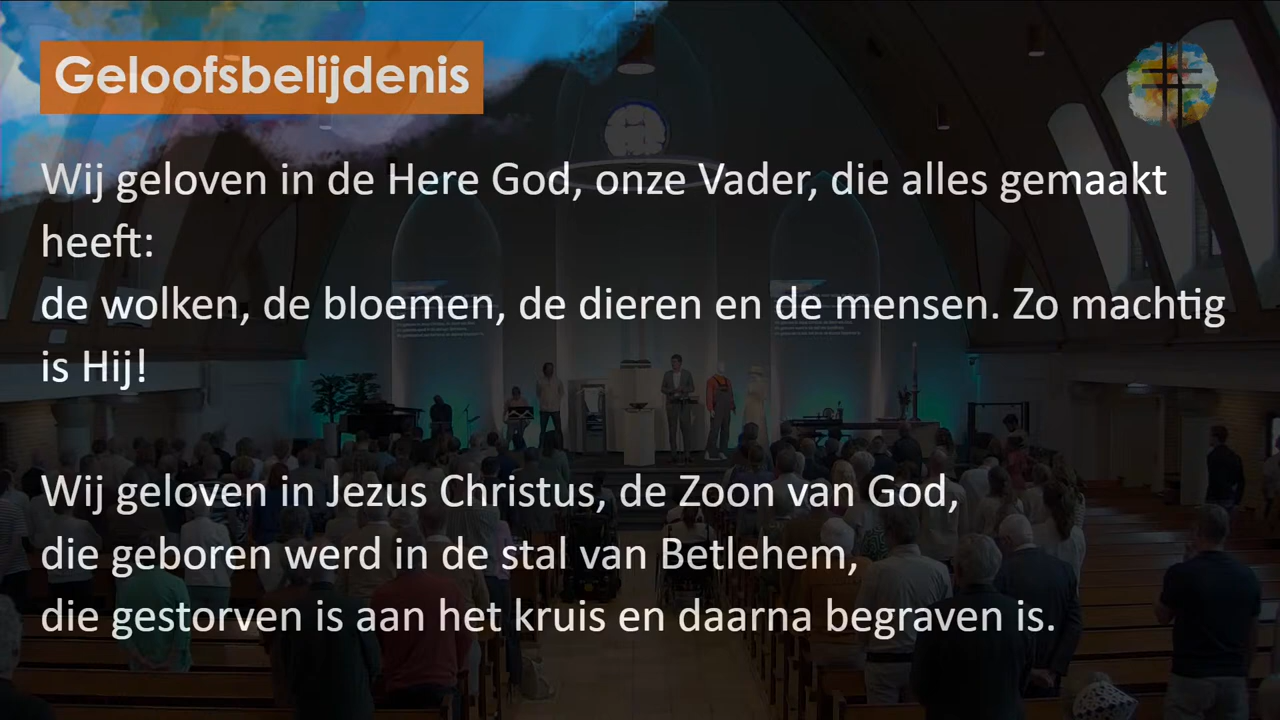 Geloofsbelijdenis
Wij geloven in de Here God, onze Vader, die alles gemaakt
heeft:
de wolken, de bloemen, de dieren en de mensen. Zo machtig
is Hij!
Wij geloven in Jezus Christus, de Zoon van God,
die geboren werd in de stal van Betlehem,
die gestorven is aan het kruis en daarna begraven is.